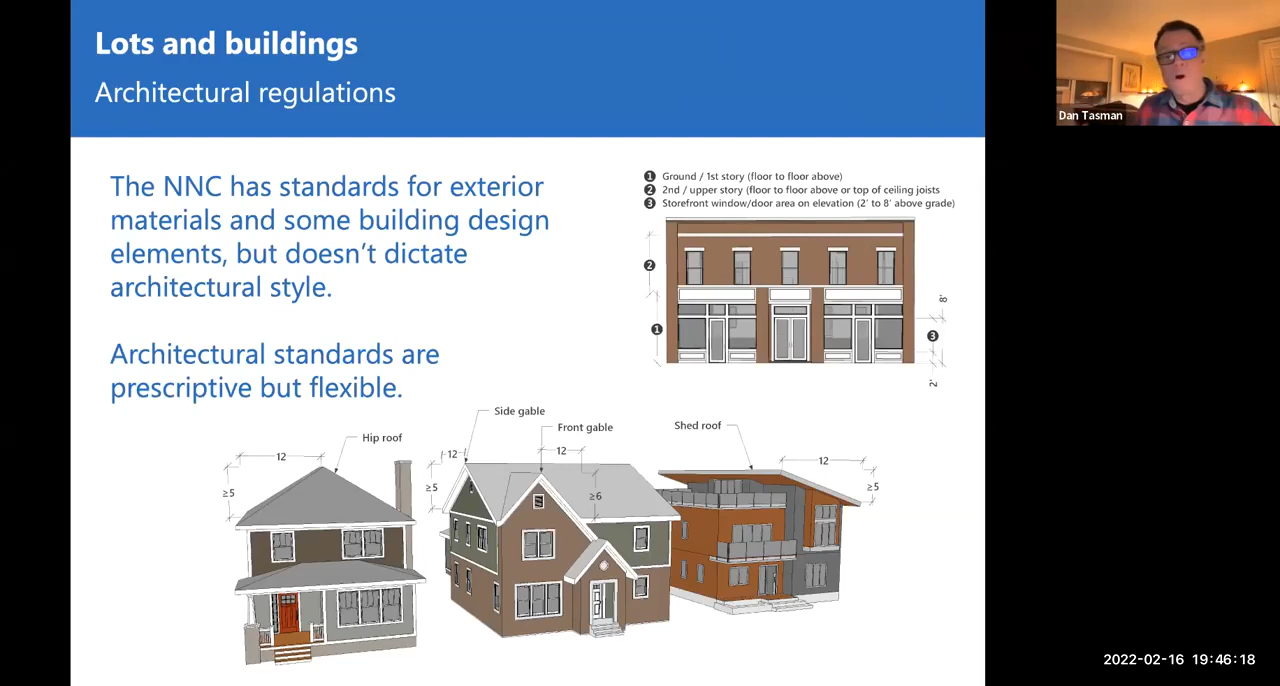 Lots and buildings
Architectural regulations
Dan Tasman
The NNC has standards for exterior
materials and some building design
elements, but doesn’t dictate
architectural style.
Architectural standards are
prescriptive but flexible.
1 Ground / 1st story (floor to floor above)
2 2nd / upper story (floor to floor above or top of ceiling joists
3 Storefront window/door area on elevation (2' to 8' above grade)
2
1
8'
3
2'
Side gable
Front gable
Shed roof
Hip roof
12
12
12
12
≥5
≥5
≥6
≥5
2022-02-16 19:46:18